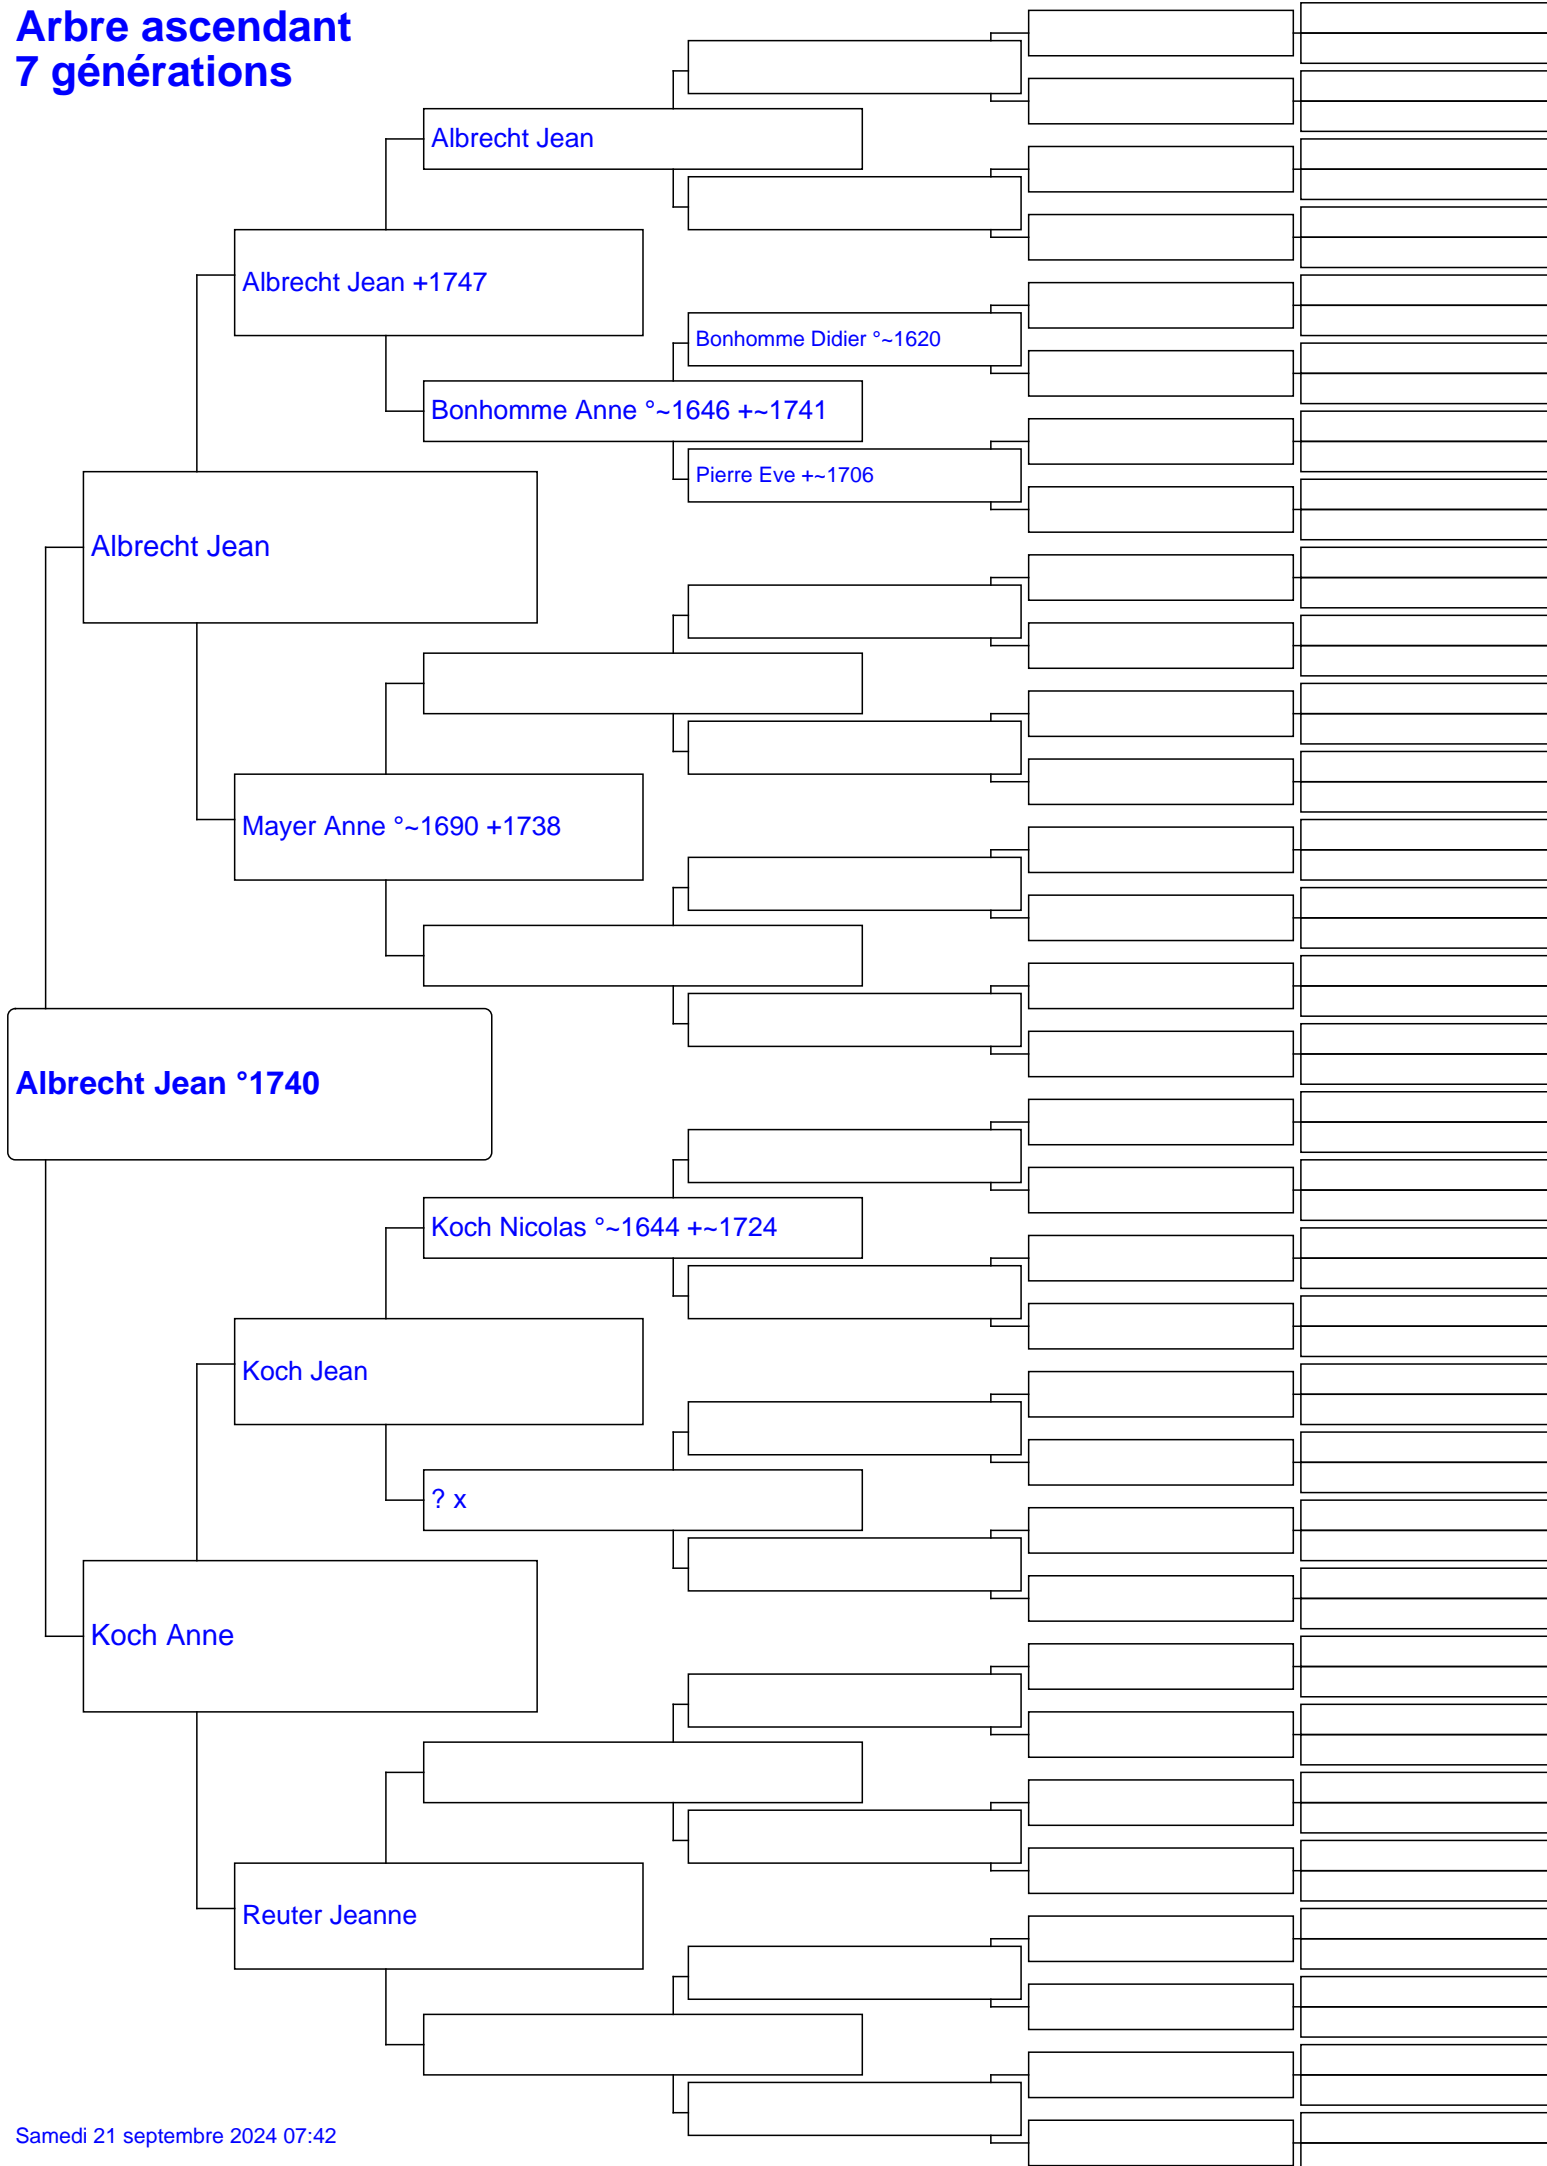 Arbre ascendant
7 générations
Albrecht Jean
Albrecht Jean +1747
Bonhomme Didier °~1620
Bonhomme Anne °~1646 +~1741
Pierre Eve +~1706
Albrecht Jean
Mayer Anne °~1690 +1738
Albrecht Jean °1740
Koch Nicolas °~1644 +~1724
Koch Jean
? x
Koch Anne
Reuter Jeanne
Samedi 21 septembre 2024 07:42